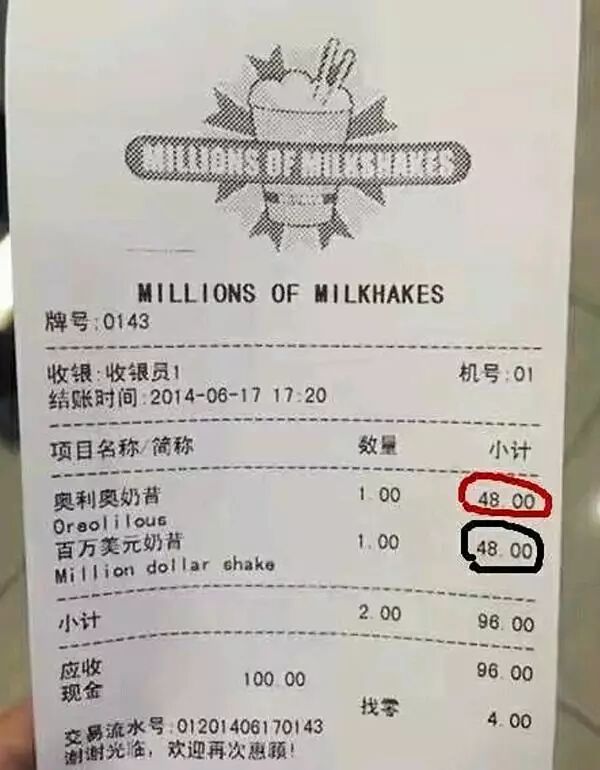 MILLIONS OF MILKSHAKES
MILLIONS OF MILKHAKES
牌号:0143
收银:收银员1 机号:01
结账时间:2014-06-17 17:20
项目名称/简称 数量 小计
奥利奥奶昔 1.00 48.00
Oreolilous
百万美元奶昔 1.00 48.00
Million dollar shake
小计 2.00 96.00
应收 96.00
现金 100.00 找零 4.00
交易流水号:01201406170143
谢谢光临，欢迎再次惠顾!